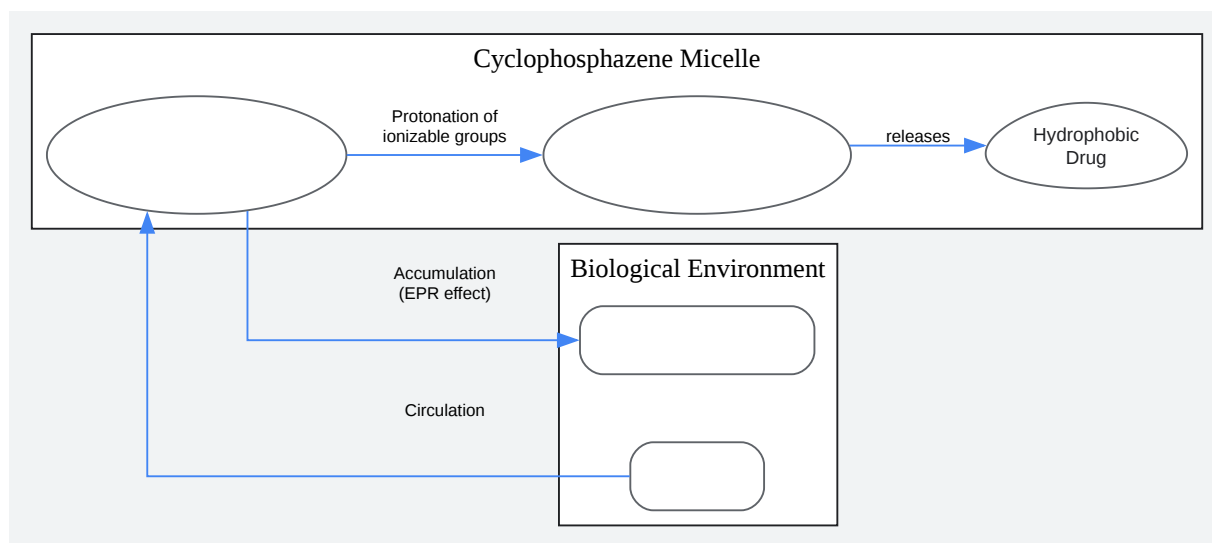 Cyclophosphazene Micelle
Protonation of
ionizable groups
releases
Hydrophobic
Drug
Biological Environment
Accumulation
(EPR effect)
Circulation